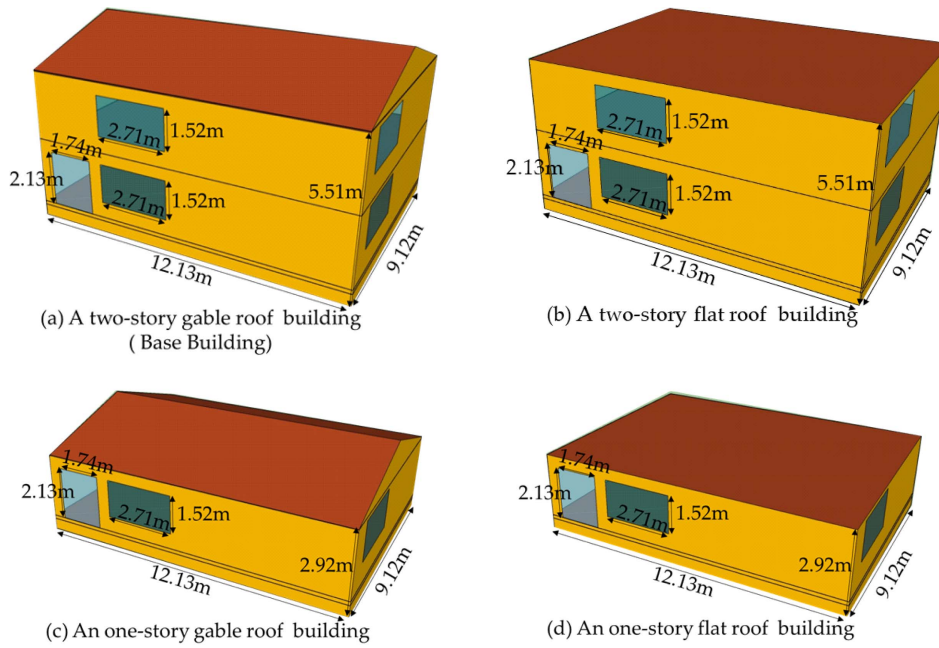 1.74m
2.71m
1.52m
2.13m
2.71m
1.52m
5.51m
12.13m
9.12m
(a) A two-story gable roof building
( Base Building)
1.74m
2.71m
1.52m
2.13m
2.71m
1.52m
5.51m
12.13m
9.12m
(b) A two-story flat roof building
1.74m
2.13m
2.71m
1.52m
2.92m
12.13m
9.12m
(c) An one-story gable roof building
1.74m
2.13m
2.71m
1.52m
2.92m
12.13m
9.12m
(d) An one-story flat roof building